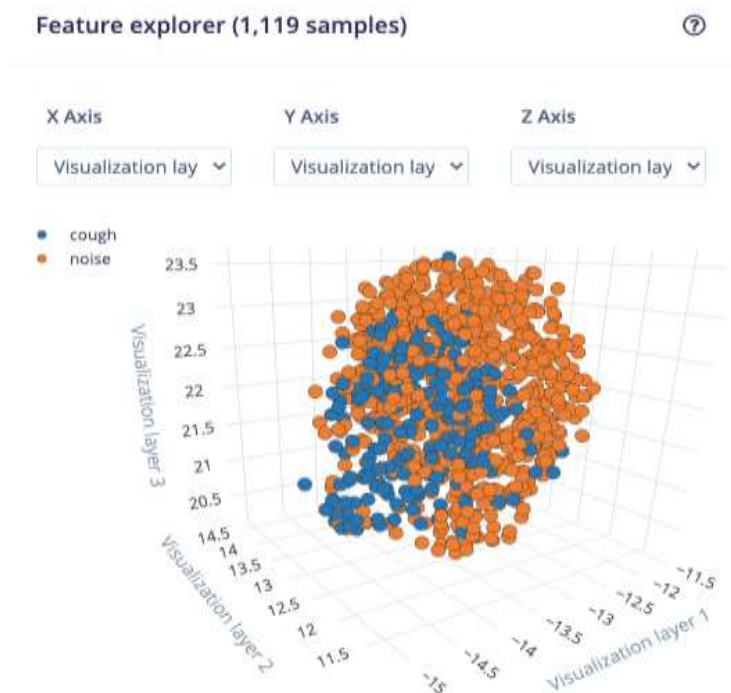 Feature explorer (1,119 samples)
X Axis
Y Axis
Z Axis
Visualization lay
Visualization lay
Visualization lay
cough
noise
23.5
23
22.5
22
21.5
21
20.5
Visualization layer 3
14.5
14
13.5
13
12.5
12
11.5
Visualization layer 2
−15
−14.5
−14
−13.5
−13
−12.5
−12
−11.5
Visualization layer 1